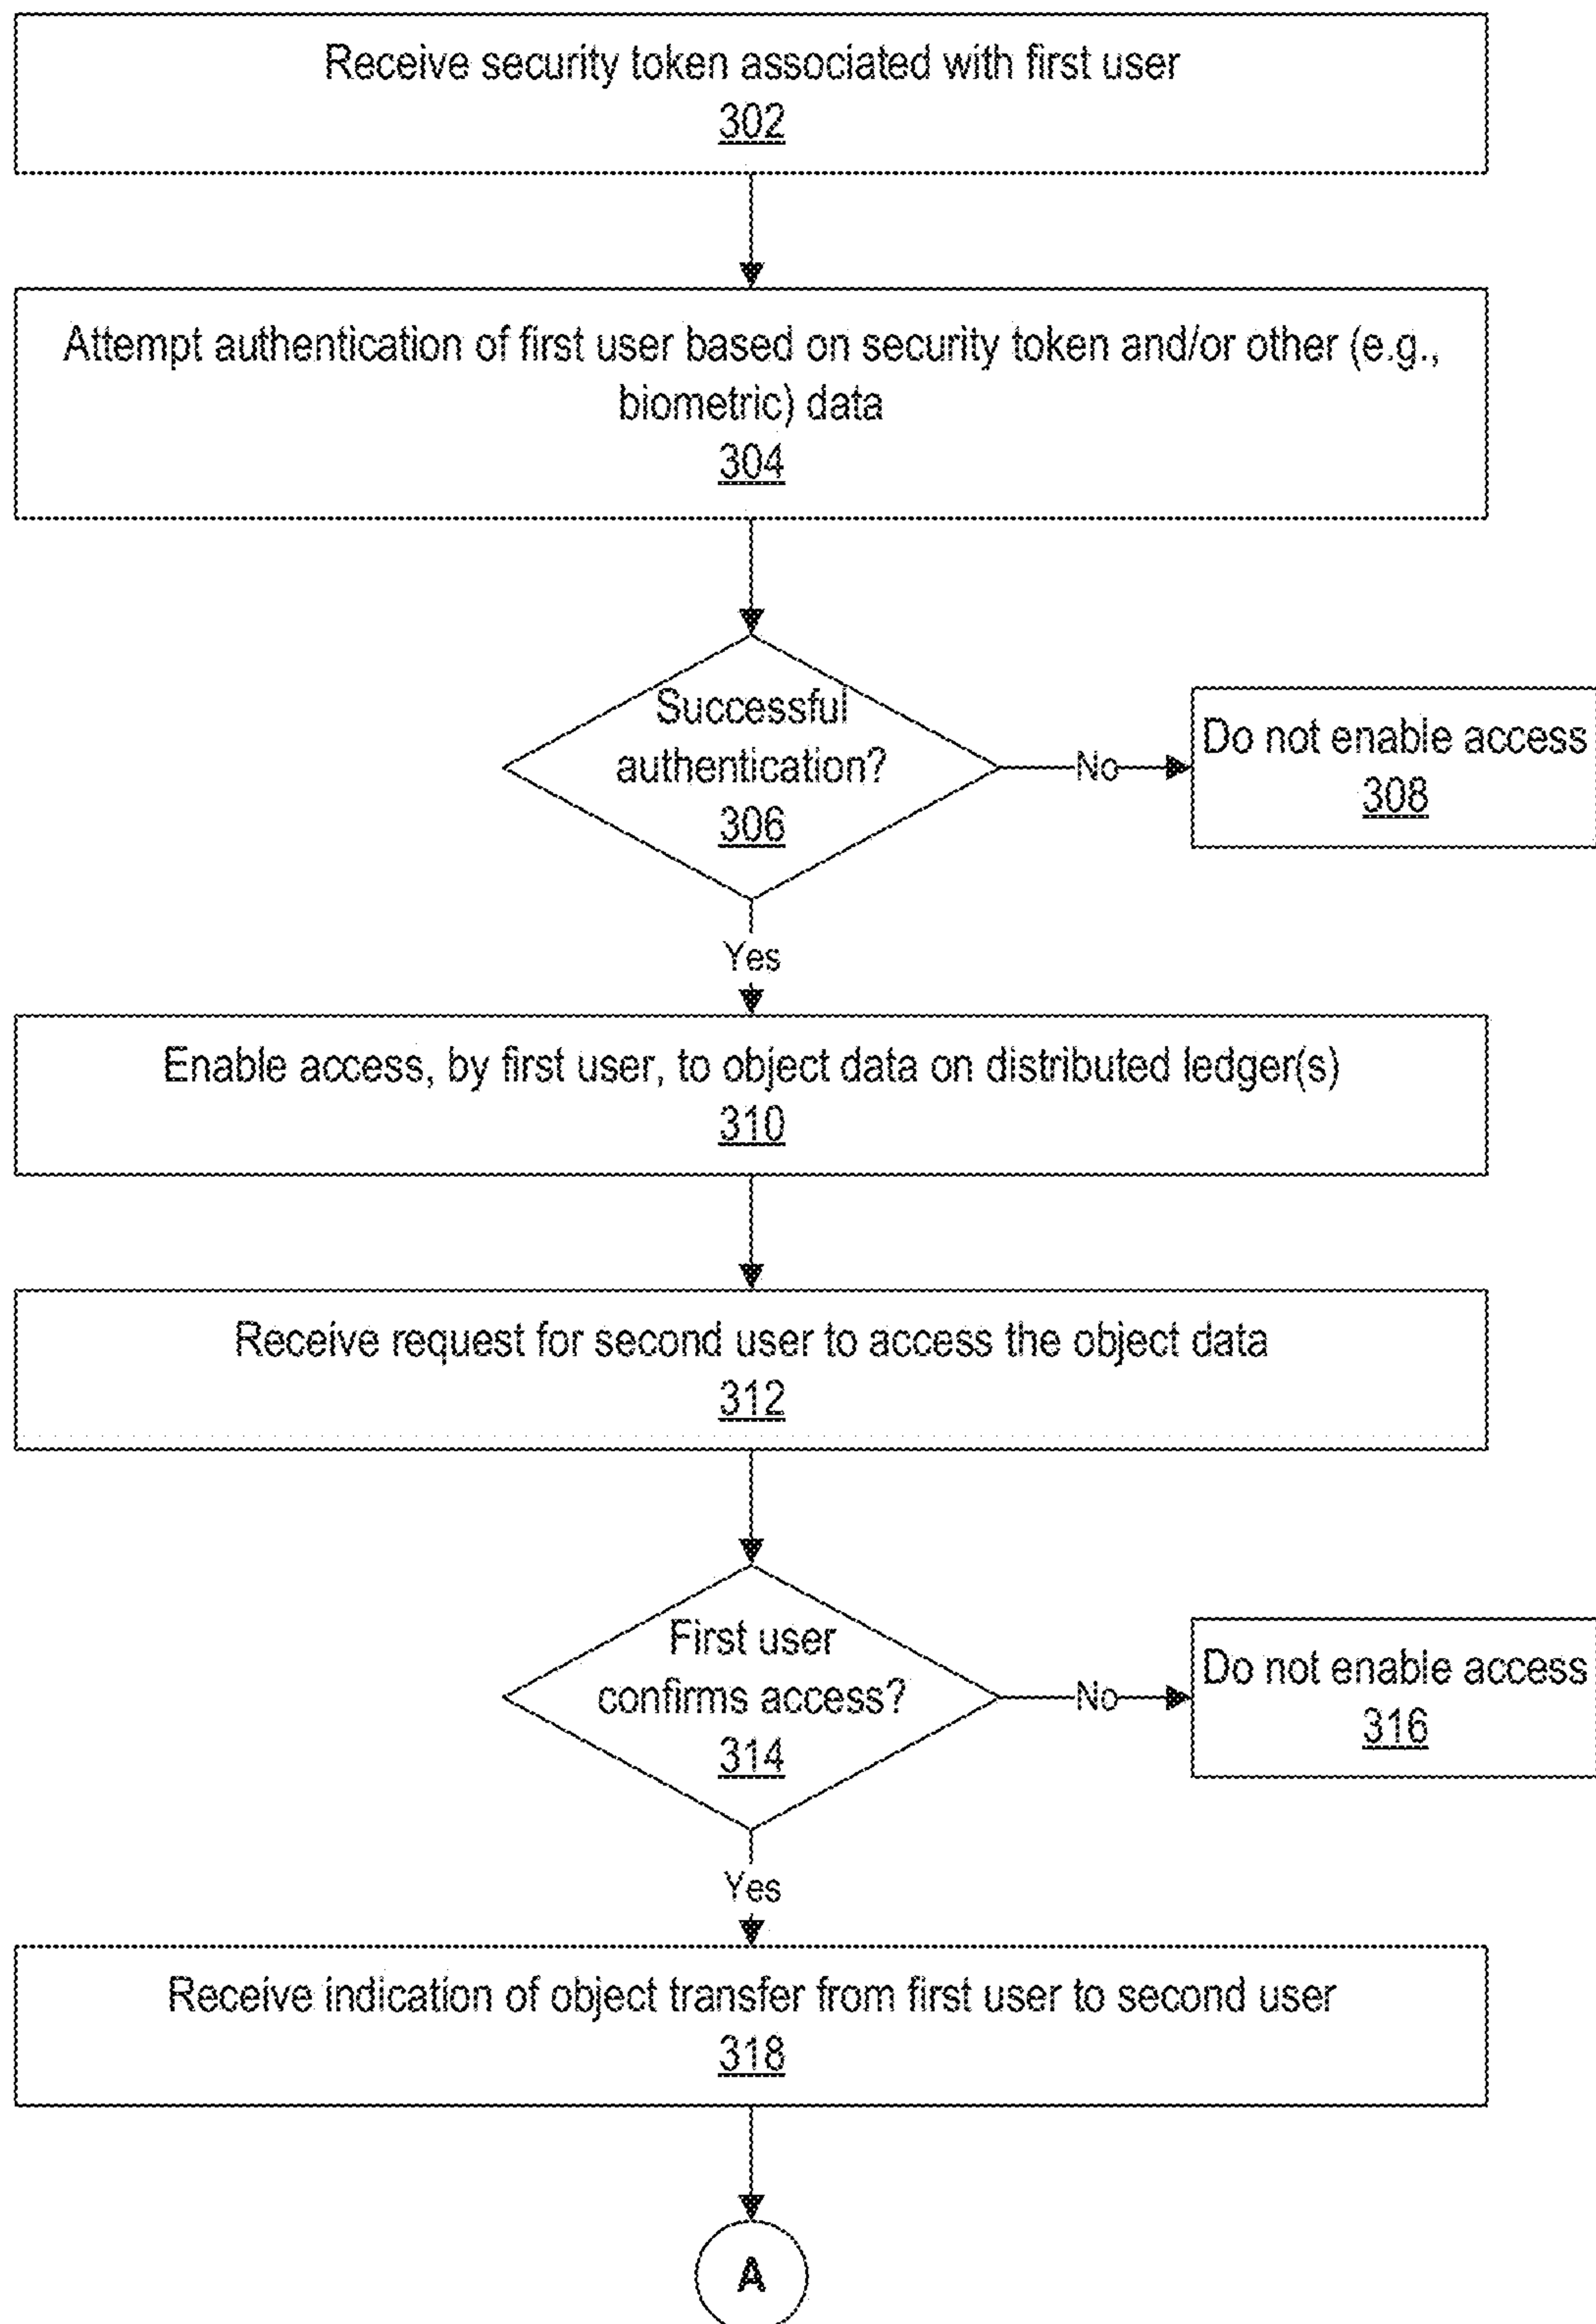 Receive security token associated with first user
302
Attempt authentication of first user based on security token and/or other (e.g.,
biometric) data
304
Successful
authentication?
306
No
Do not enable access
308
Yes
Enable access, by first user, to object data on distributed ledger(s)
310
Receive request for second user to access the object data
312
First user
confirms access?
314
No
Do not enable access
316
Yes
Receive indication of object transfer from first user to second user
318
A